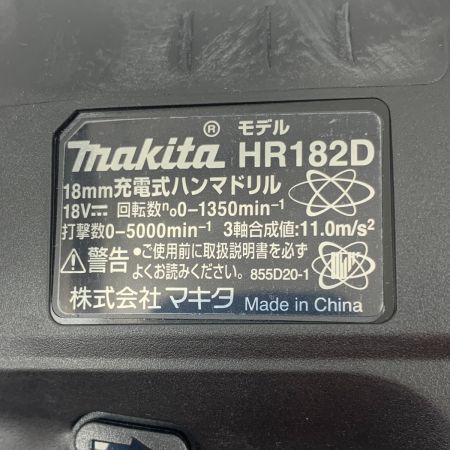 モデル
makita® HR182D
18mm充電式ハンマドリル
18V⎓ 回転数n₀0-1350min⁻¹
打撃数0-5000min⁻¹ 3軸合成値:11.0m/s²
⚠警告 ●ご使用前に取扱説明書を必ず
よくお読みください。 855D20-1
株式会社マキタ Made in China